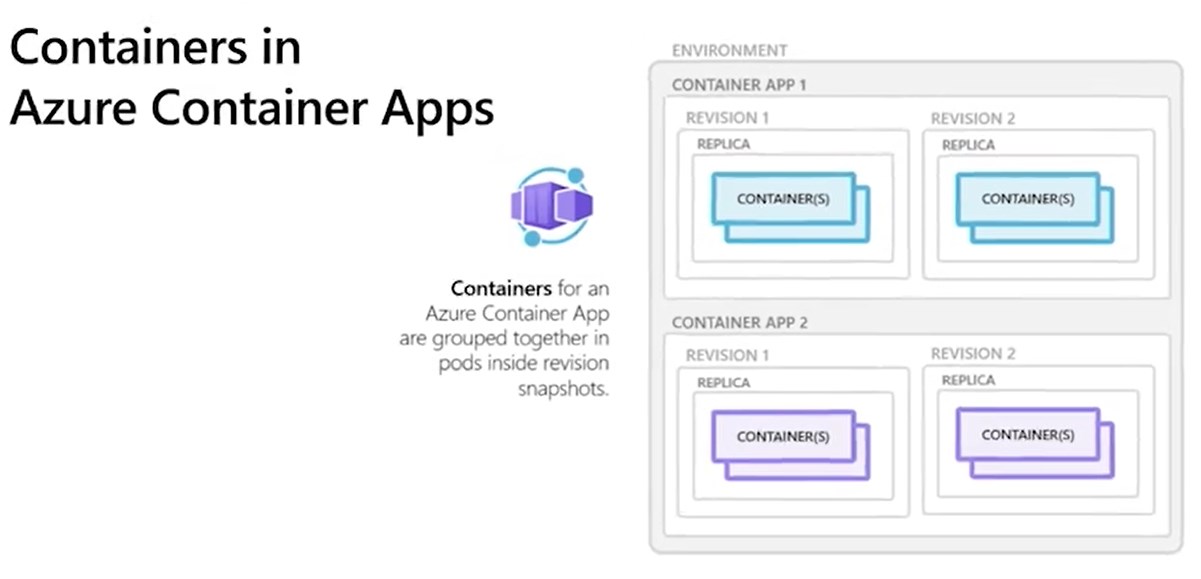 Containers in
Azure Container Apps
Containers for an
Azure Container App
are grouped together in
pods inside revision
snapshots.
ENVIRONMENT
CONTAINER APP 1
REVISION 1
REPLICA
CONTAINER(S)
REVISION 2
REPLICA
CONTAINER(S)
CONTAINER APP 2
REVISION 1
REPLICA
CONTAINER(S)
REVISION 2
REPLICA
CONTAINER(S)